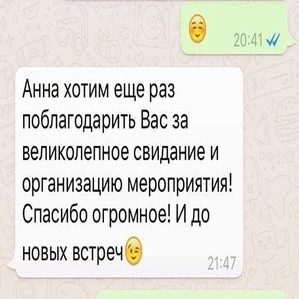 20:41
Анна хотим еще раз
поблагодарить Вас за
великолепное свидание и
организацию мероприятия!
Спасибо огромное! И до
новых встреч😉
21:47